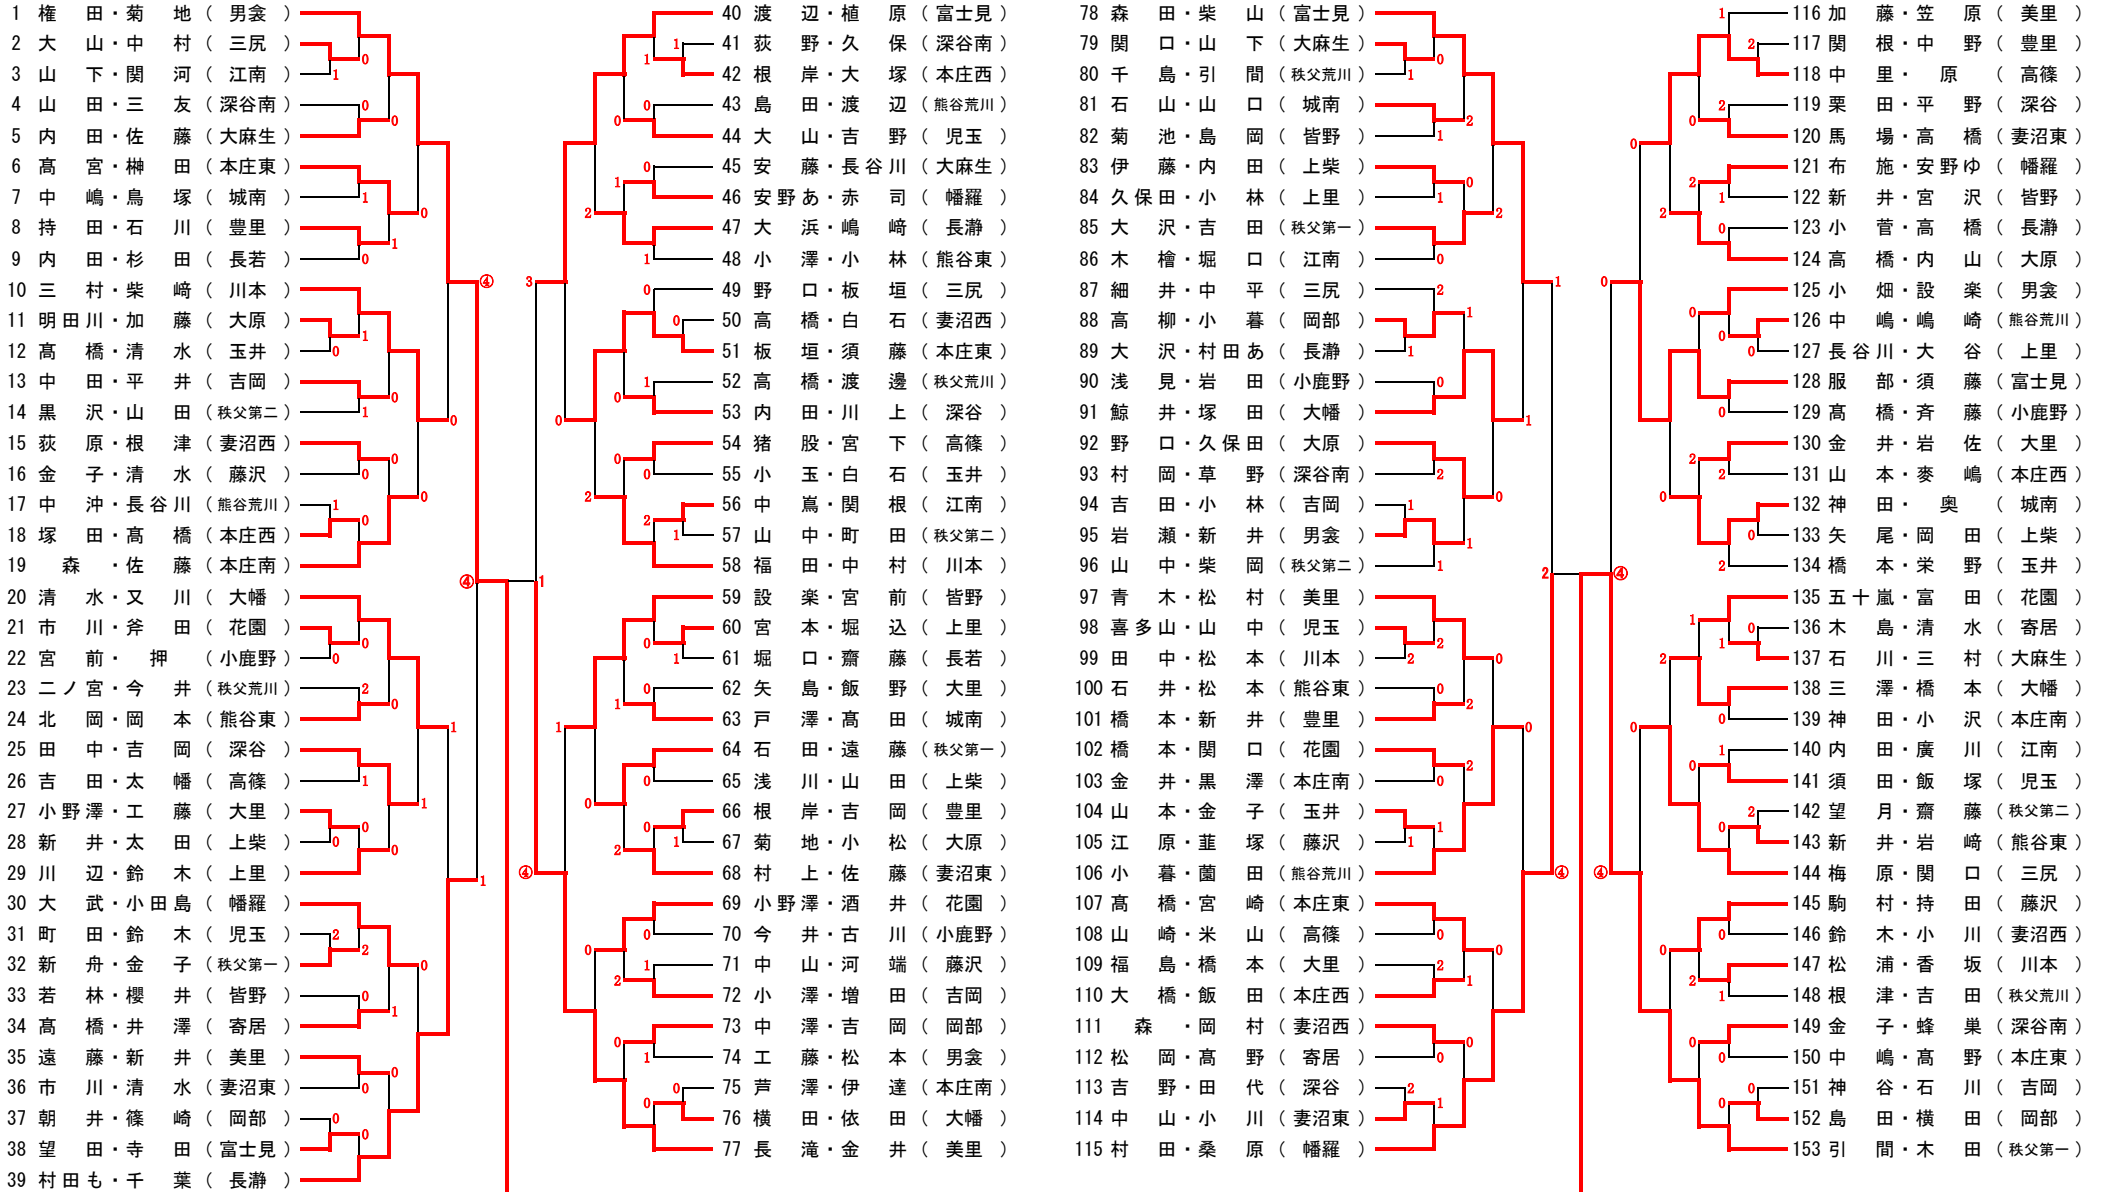 1 権田・菊地（男衾）
2 大山・中村（三尻）
3 山下・関河（江南）
4 山田・三友（深谷南）
5 内田・佐藤（大麻生）
6 髙宮・榊田（本庄東）
7 中嶋・鳥塚（城南）
8 持田・石川（豊里）
9 内田・杉田（長若）
10 三村・柴﨑（川本）
11 明田川・加藤（大原）
12 髙橋・清水（玉井）
13 中田・平井（吉岡）
14 黒沢・山田（秩父第二）
15 荻原・根津（妻沼西）
16 金子・清水（藤沢）
17 中沖・長谷川（熊谷荒川）
18 塚田・髙橋（本庄西）
19 森・佐藤（本庄南）
20 清水・又川（大幡）
21 市川・斧田（花園）
22 宮前・押（小鹿野）
23 二ノ宮・今井（秩父荒川）
24 北岡・岡本（熊谷東）
25 田中・吉岡（深谷）
26 吉田・太幡（高篠）
27 小野澤・工藤（大里）
28 新井・太田（上柴）
29 川辺・鈴木（上里）
30 大武・小田島（幡羅）
31 町田・鈴木（児玉）
32 新舟・金子（秩父第一）
33 若林・櫻井（皆野）
34 髙橋・井澤（寄居）
35 遠藤・新井（美里）
36 市川・清水（妻沼東）
37 朝井・篠崎（岡部）
38 望田・寺田（富士見）
39 村田も・千葉（長瀞）
40 渡辺・植原（富士見）
41 荻野・久保（深谷南）
42 根岸・大塚（本庄西）
43 島田・渡辺（熊谷荒川）
44 大山・吉野（児玉）
45 安藤・長谷川（大麻生）
46 安野あ・赤司（幡羅）
47 大浜・嶋﨑（長瀞）
48 小澤・小林（熊谷東）
49 野口・板垣（三尻）
50 高橋・白石（妻沼西）
51 板垣・須藤（本庄東）
52 高橋・渡邊（秩父荒川）
53 内田・川上（深谷）
54 猪股・宮下（高篠）
55 小玉・白石（玉井）
56 中嶌・関根（江南）
57 山中・町田（秩父第二）
58 福田・中村（川本）
59 設楽・宮前（皆野）
60 宮本・堀込（上里）
61 堀口・齋藤（長若）
62 矢島・飯野（大里）
63 戸澤・髙田（城南）
64 石田・遠藤（秩父第一）
65 浅川・山田（上柴）
66 根岸・吉岡（豊里）
67 菊地・小松（大原）
68 村上・佐藤（妻沼東）
69 小野澤・酒井（花園）
70 今井・古川（小鹿野）
71 中山・河端（藤沢）
72 小澤・増田（吉岡）
73 中澤・吉岡（岡部）
74 工藤・松本（男衾）
75 芦澤・伊達（本庄南）
76 横田・依田（大幡）
77 長滝・金井（美里）
78 森田・柴山（富士見）
79 関口・山下（大麻生）
80 千島・引間（秩父荒川）
81 石山・山口（城南）
82 菊池・島岡（皆野）
83 伊藤・内田（上柴）
84 久保田・小林（上里）
85 大沢・吉田（秩父第一）
86 木檜・堀口（江南）
87 細井・中平（三尻）
88 高柳・小暮（岡部）
89 大沢・村田あ（長瀞）
90 浅見・岩田（小鹿野）
91 鯨井・塚田（大幡）
92 野口・久保田（大原）
93 村岡・草野（深谷南）
94 吉田・小林（吉岡）
95 岩瀬・新井（男衾）
96 山中・柴岡（秩父第二）
97 青木・松村（美里）
98 喜多山・山中（児玉）
99 田中・松本（川本）
100 石井・松本（熊谷東）
101 橋本・新井（豊里）
102 橋本・関口（花園）
103 金井・黒澤（本庄南）
104 山本・金子（玉井）
105 江原・韮塚（藤沢）
106 小暮・薗田（熊谷荒川）
107 髙橋・宮崎（本庄東）
108 山崎・米山（高篠）
109 福島・橋本（大里）
110 大橋・飯田（本庄西）
111 森・岡村（妻沼西）
112 松岡・髙野（寄居）
113 吉野・田代（深谷）
114 中山・小川（妻沼東）
115 村田・桑原（幡羅）
116 加藤・笠原（美里）
117 関根・中野（豊里）
118 中里・原（高篠）
119 栗田・平野（深谷）
120 馬場・高橋（妻沼東）
121 布施・安野ゆ（幡羅）
122 新井・宮沢（皆野）
123 小菅・高橋（長瀞）
124 高橋・内山（大原）
125 小畑・設楽（男衾）
126 中嶋・嶋崎（熊谷荒川）
127 長谷川・大谷（上里）
128 服部・須藤（富士見）
129 髙橋・斉藤（小鹿野）
130 金井・岩佐（大里）
131 山本・麥嶋（本庄西）
132 神田・奥（城南）
133 矢尾・岡田（上柴）
134 橋本・栄野（玉井）
135 五十嵐・富田（花園）
136 木島・清水（寄居）
137 石川・三村（大麻生）
138 三澤・橋本（大幡）
139 神田・小沢（本庄南）
140 内田・廣川（江南）
141 須田・飯塚（児玉）
142 望月・齋藤（秩父第二）
143 新井・岩﨑（熊谷東）
144 梅原・関口（三尻）
145 駒村・持田（藤沢）
146 鈴木・小川（妻沼西）
147 松浦・香坂（川本）
148 根津・吉田（秩父荒川）
149 金子・蜂巣（深谷南）
150 中嶋・髙野（本庄東）
151 神谷・石川（吉岡）
152 島田・横田（岡部）
153 引間・木田（秩父第一）